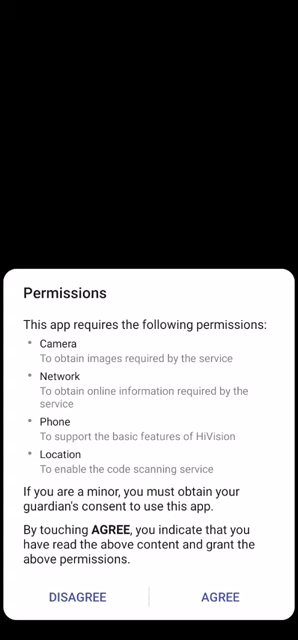 Permissions
This app requires the following permissions:
• Camera
To obtain images required by the service
• Network
To obtain online information required by the
service
• Phone
To support the basic features of HiVision
• Location
To enable the code scanning service
If you are a minor, you must obtain your
guardian's consent to use this app.
By touching AGREE, you indicate that you
have read the above content and grant the
above permissions.
DISAGREE
AGREE